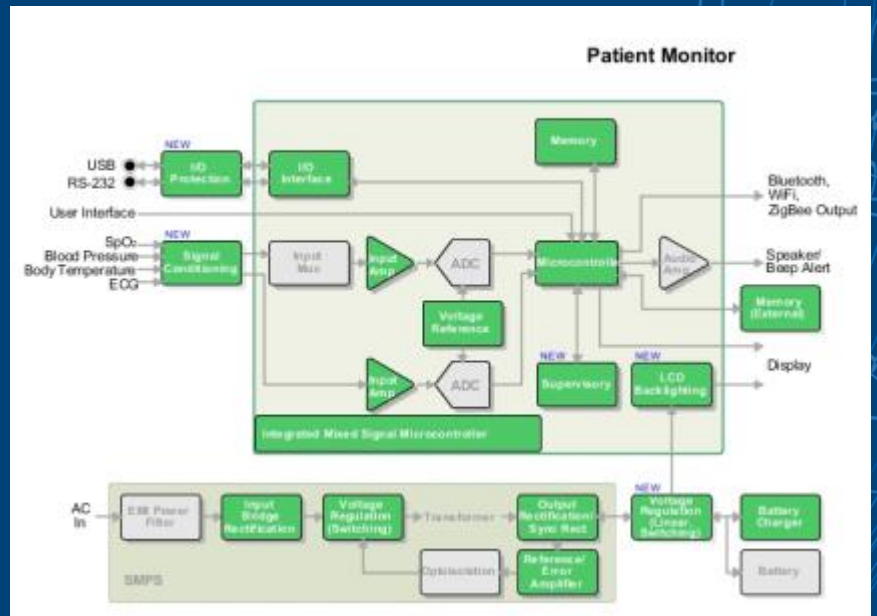 Patient Monitor
NEW
USB
RS-232
I/O
Protection
I/O
Interface
Memory
Bluetooth,
WiFi,
ZigBee Output
User Interface
NEW
SpO₂
Blood Pressure
Body Temperature
ECG
Signal
Conditioning
Input
Mux
Input
Amp
ADC
Microcontroller
Audio
Amp
Speaker/
Beep Alert
Voltage
Reference
Memory
(External)
Input
Amp
ADC
NEW
Supervisory
NEW
LCD
Backlighting
Display
Integrated Mixed Signal Microcontroller
AC
In
EMI Power
Filter
Input
Bridge
Rectification
Voltage
Regulation
(Switching)
Transformer
Output
Rectification/
Sync Rect
NEW
Voltage
Regulation
(Linear,
Switching)
Battery
Charger
Optoisolation
Reference/
Error
Amplifier
Battery
SMPS